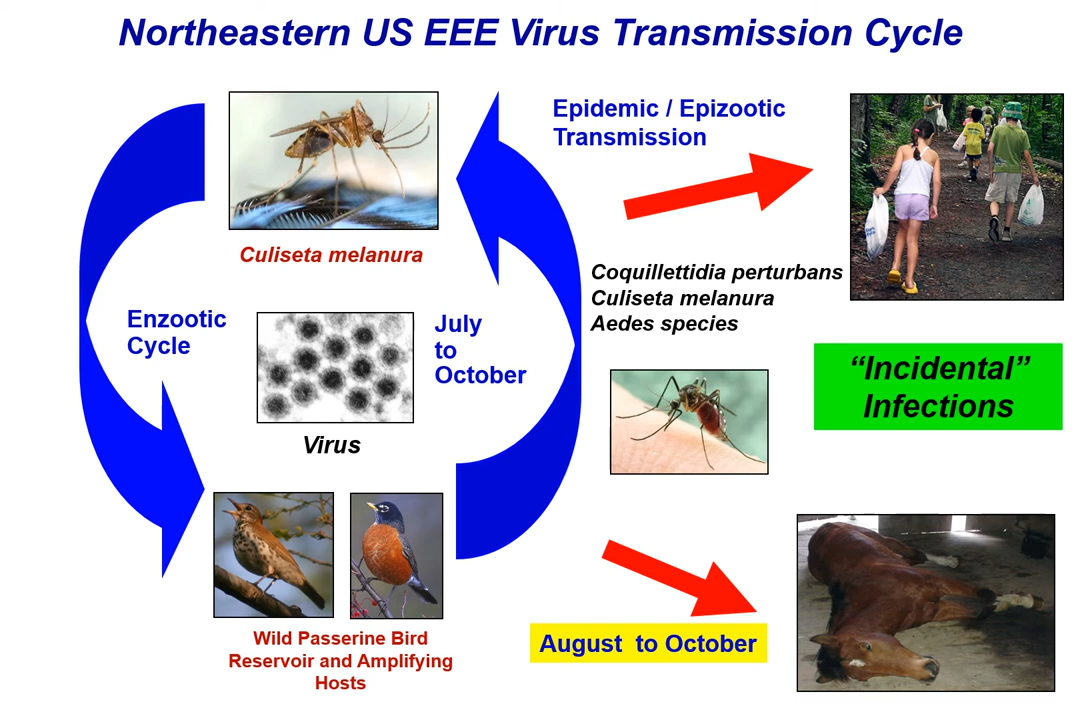 Northeastern US EEE Virus Transmission Cycle
Epidemic / Epizootic
Transmission
Culiseta melanura
Coquillettidia perturbans
Culiseta melanura
Aedes species
Enzootic
Cycle
July
to
October
“Incidental”
Infections
Virus
Wild Passerine Bird
Reservoir and Amplifying
Hosts
August to October